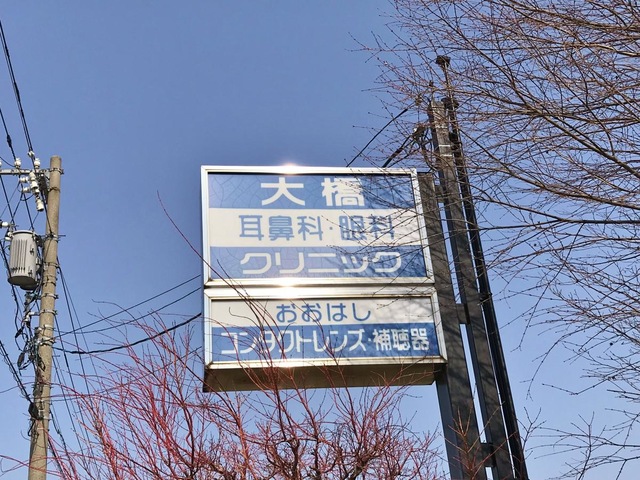 大橋
耳鼻科・眼科
クリニック
おおはし
コンタクトレンズ・補聴器